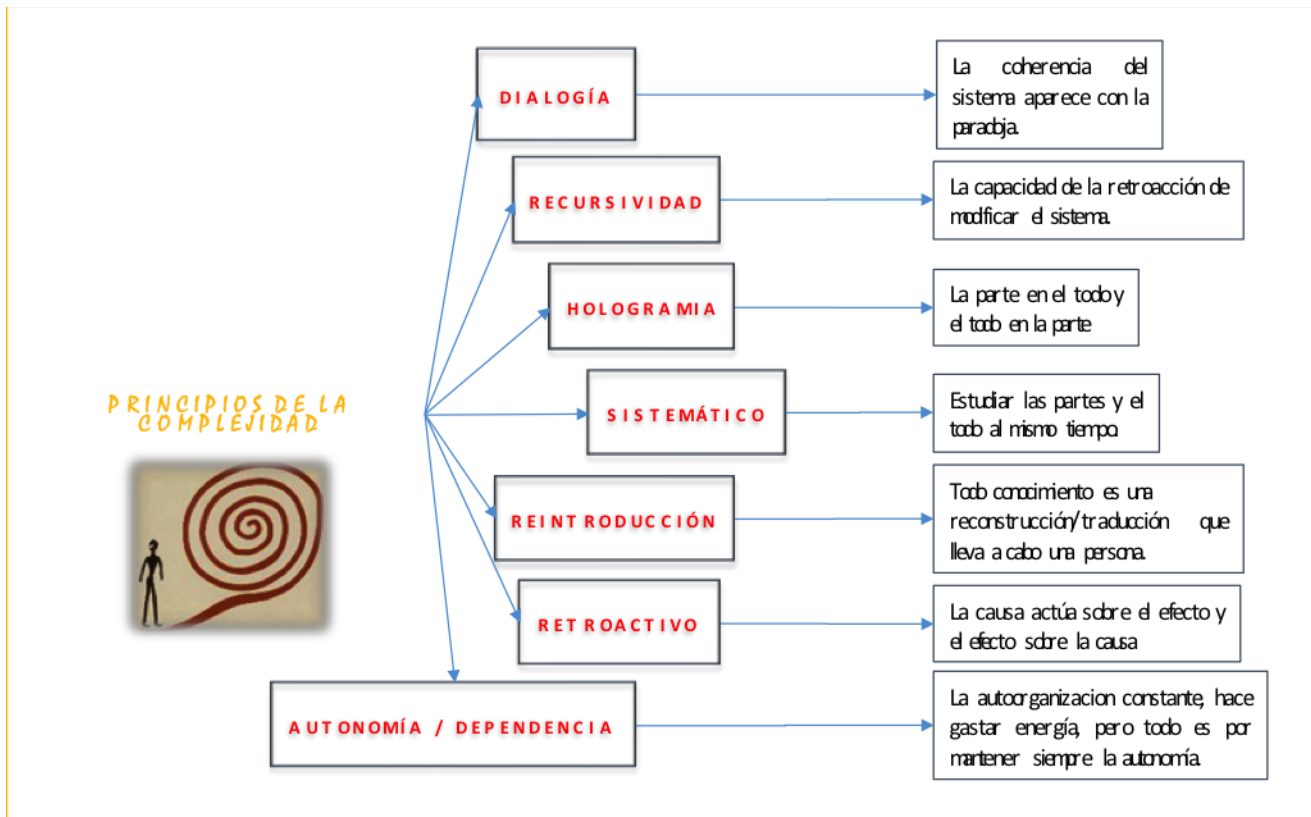 PRINCIPIOS DE LA
COMPLEJIDAD
DIALOGÍA
La coherencia del
sistema aparece con la
paradoja.
RECURSIVIDAD
La capacidad de la retroacción de
modificar el sistema.
HOLOGRAMIA
La parte en el todo y
el todo en la parte
SISTEMÁTICO
Estudiar las partes y el
todo al mismo tiempo.
REINTRODUCCIÓN
Todo conocimiento es una
reconstrucción/traducción que
lleva a cabo una persona.
RETROACTIVO
La causa actúa sobre el efecto y
el efecto sobre la causa
AUTONOMÍA / DEPENDENCIA
La autoorganizacion constante, hace
gastar energía, pero todo es por
mantener siempre la autonomía.